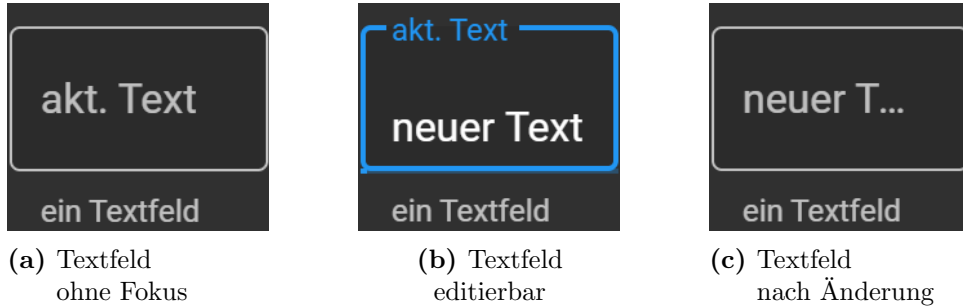 akt. Text
ein Textfeld
(a) Textfeld
ohne Fokus
akt. Text
neuer Text
ein Textfeld
(b) Textfeld
editierbar
neuer T...
ein Textfeld
(c) Textfeld
nach Änderung